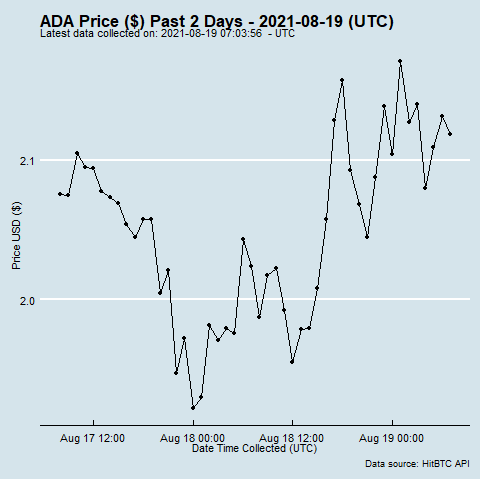 ADA Price ($) Past 2 Days - 2021-08-19 (UTC)
Latest data collected on: 2021-08-19 07:03:56 - UTC
2.1
Price USD ($)
2.0
Aug 17 12:00
Aug 18 00:00
Aug 18 12:00
Aug 19 00:00
Date Time Collected (UTC)
Data source: HitBTC API